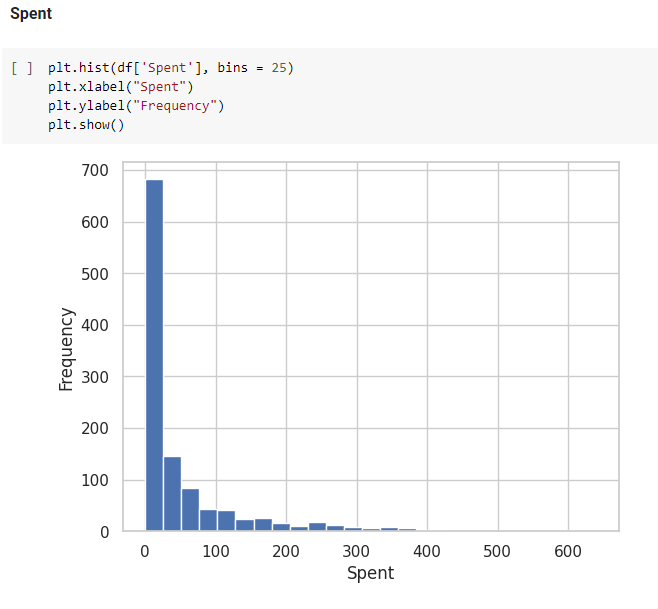 Spent
[ ] plt.hist(df['Spent'], bins = 25)
plt.xlabel("Spent")
plt.ylabel("Frequency")
plt.show()
700
600
500
400
300
200
100
0
Frequency
0 100 200 300 400 500 600
Spent